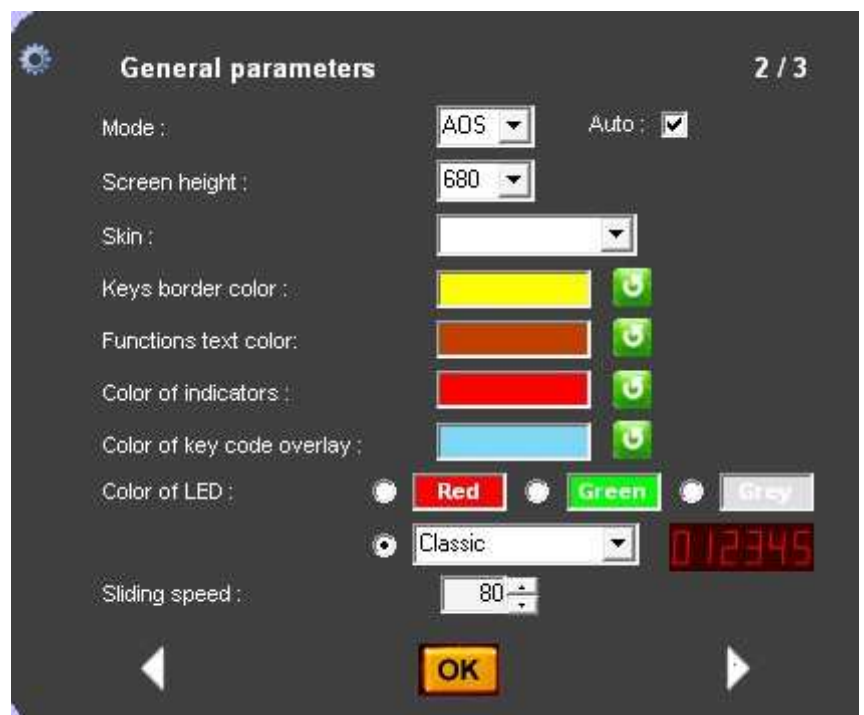 General parameters 2 / 3
Mode : AOS Auto :
Screen height : 680
Skin :
Keys border color :
Functions text color:
Color of indicators :
Color of key code overlay :
Color of LED : Red Green Grey
Classic 012345
Sliding speed : 80
OK